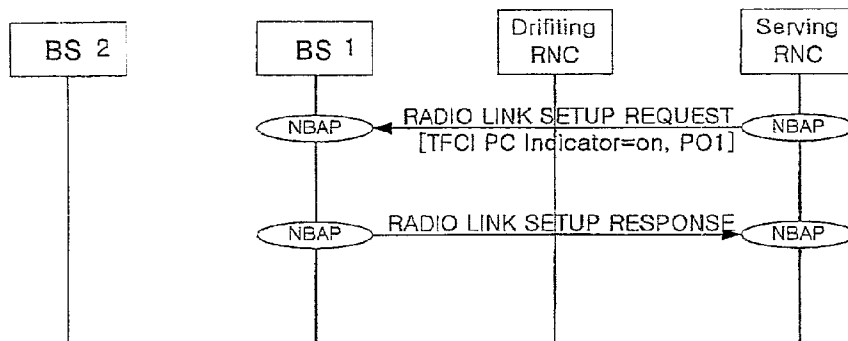 BS 2
BS 1
Drifiting
RNC
Serving
RNC
NBAP
RADIO LINK SETUP REQUEST
[TFCI PC Indicator=on, PO1]
NBAP
NBAP
RADIO LINK SETUP RESPONSE
NBAP